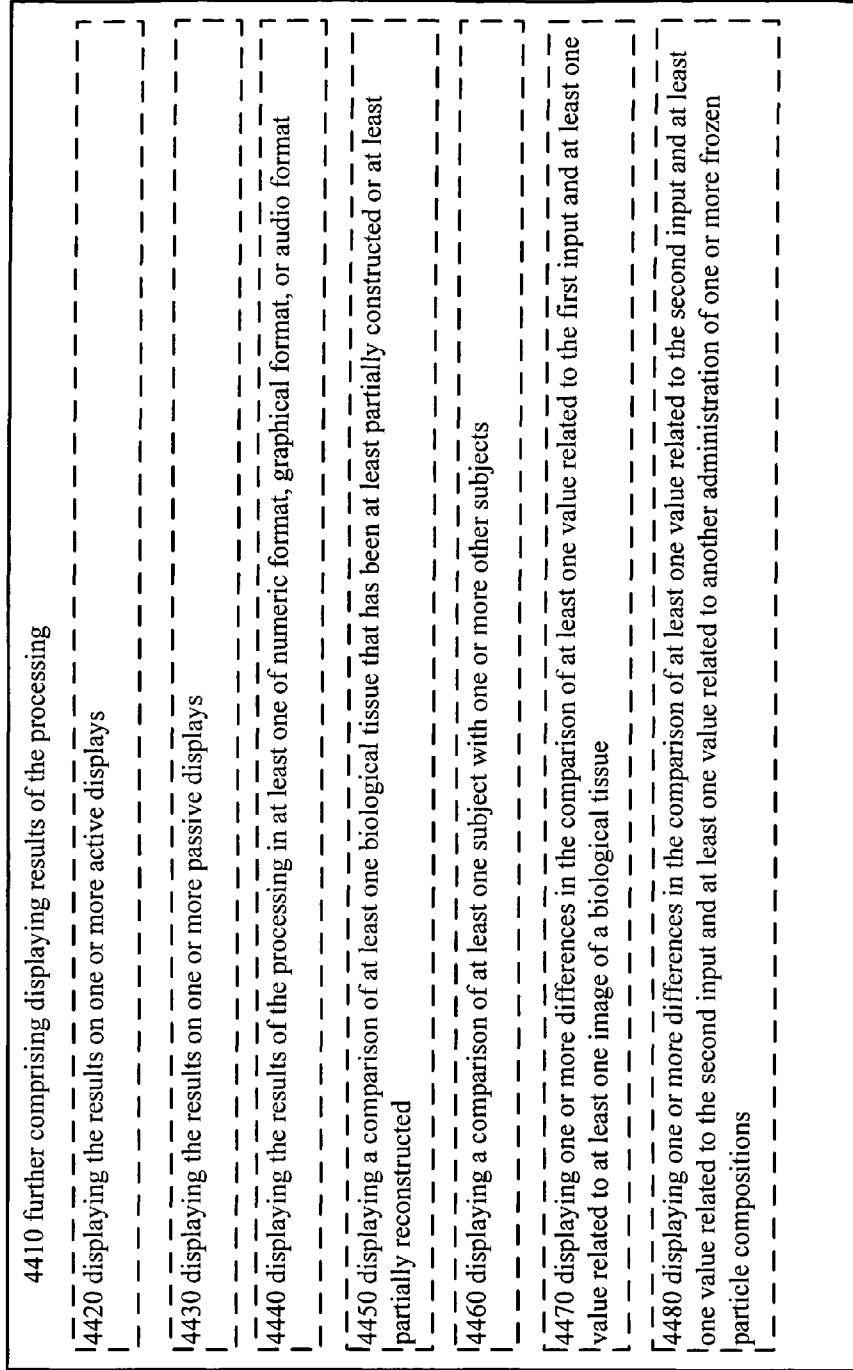 4410 further comprising displaying results of the processing
4420 displaying the results on one or more active displays
4430 displaying the results on one or more passive displays
4440 displaying the results of the processing in at least one of numeric format, graphical format, or audio format
4450 displaying a comparison of at least one biological tissue that has been at least partially constructed or at least
partially reconstructed
4460 displaying a comparison of at least one subject with one or more other subjects
4470 displaying one or more differences in the comparison of at least one value related to the first input and at least one
value related to at least one image of a biological tissue
4480 displaying one or more differences in the comparison of at least one value related to the second input and at least
one value related to the second input and at least one value related to another administration of one or more frozen
particle compositions